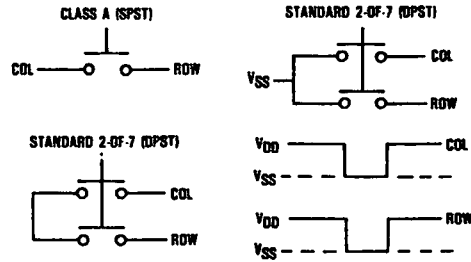 CLASS A (SPST)
COL
ROW
STANDARD 2-OF-7 (DPST)
COL
VSS
ROW
STANDARD 2-OF-7 (DPST)
COL
ROW
VDD
COL
VSS
VDD
ROW
VSS